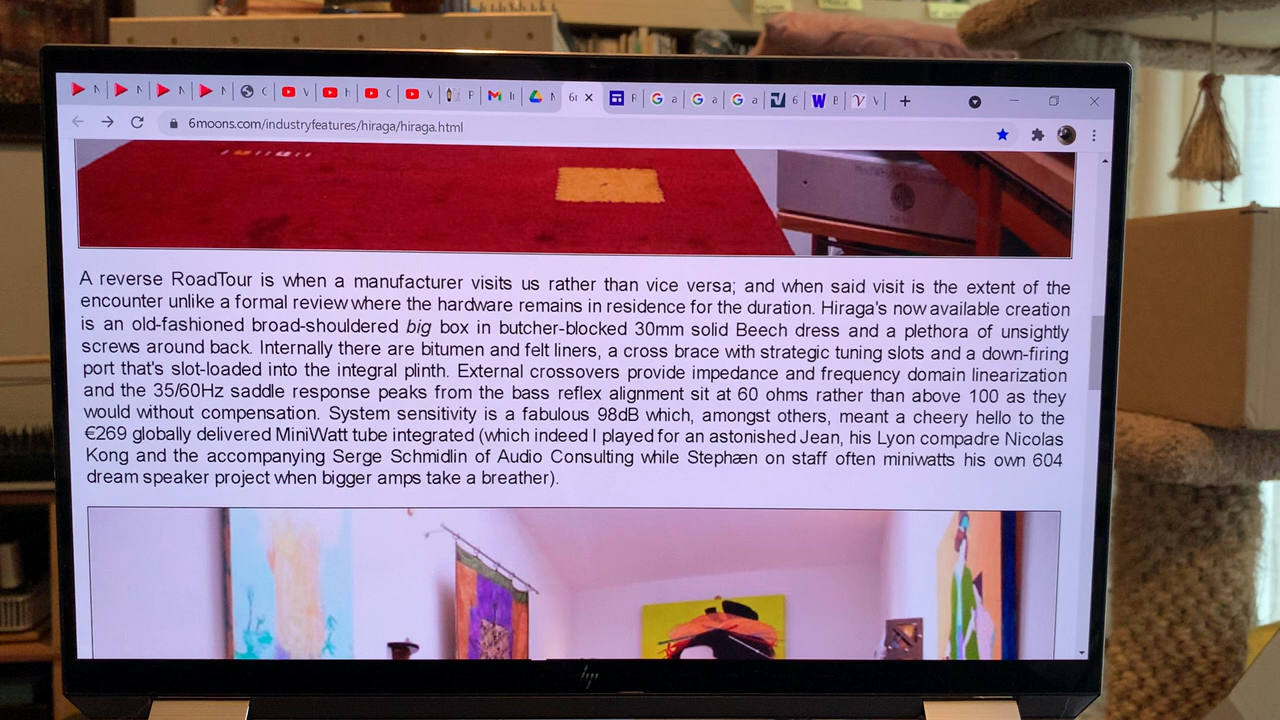 6moons.com/industryfeatures/hiraga/hiraga.html
A reverse RoadTour is when a manufacturer visits us rather than vice versa; and when said visit is the extent of the
encounter unlike a formal review where the hardware remains in residence for the duration. Hiraga's now available creation
is an old-fashioned broad-shouldered big box in butcher-blocked 30mm solid Beech dress and a plethora of unsightly
screws around back. Internally there are bitumen and felt liners, a cross brace with strategic tuning slots and a down-firing
port that's slot-loaded into the integral plinth. External crossovers provide impedance and frequency domain linearization
and the 35/60Hz saddle response peaks from the bass reflex alignment sit at 60 ohms rather than above 100 as they
would without compensation. System sensitivity is a fabulous 98dB which, amongst others, meant a cheery hello to the
€269 globally delivered MiniWatt tube integrated (which indeed I played for an astonished Jean, his Lyon compadre Nicolas
Kong and the accompanying Serge Schmidlin of Audio Consulting while Stephæn on staff often miniwatts his own 604
dream speaker project when bigger amps take a breather).
hp